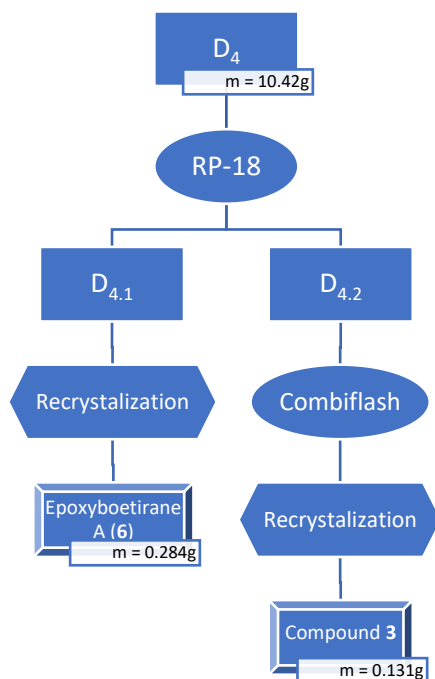 D₄
m = 10.42g
RP-18
D₄.₁
D₄.₂
Recrystalization
Combiflash
Epoxyboetirane
A (6)
m = 0.284g
Recrystalization
Compound 3
m = 0.131g